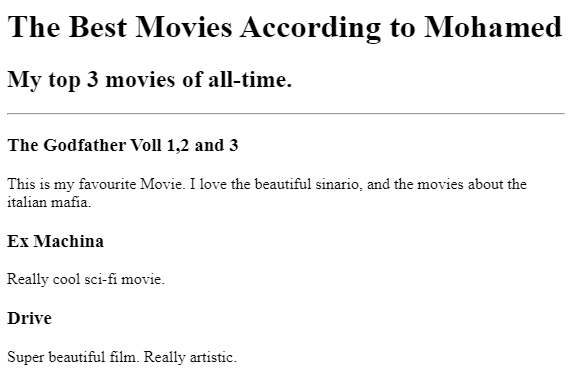 The Best Movies According to Mohamed
My top 3 movies of all-time.
The Godfather Voll 1,2 and 3
This is my favourite Movie. I love the beautiful sinario, and the movies about the
italian mafia.
Ex Machina
Really cool sci-fi movie.
Drive
Super beautiful film. Really artistic.